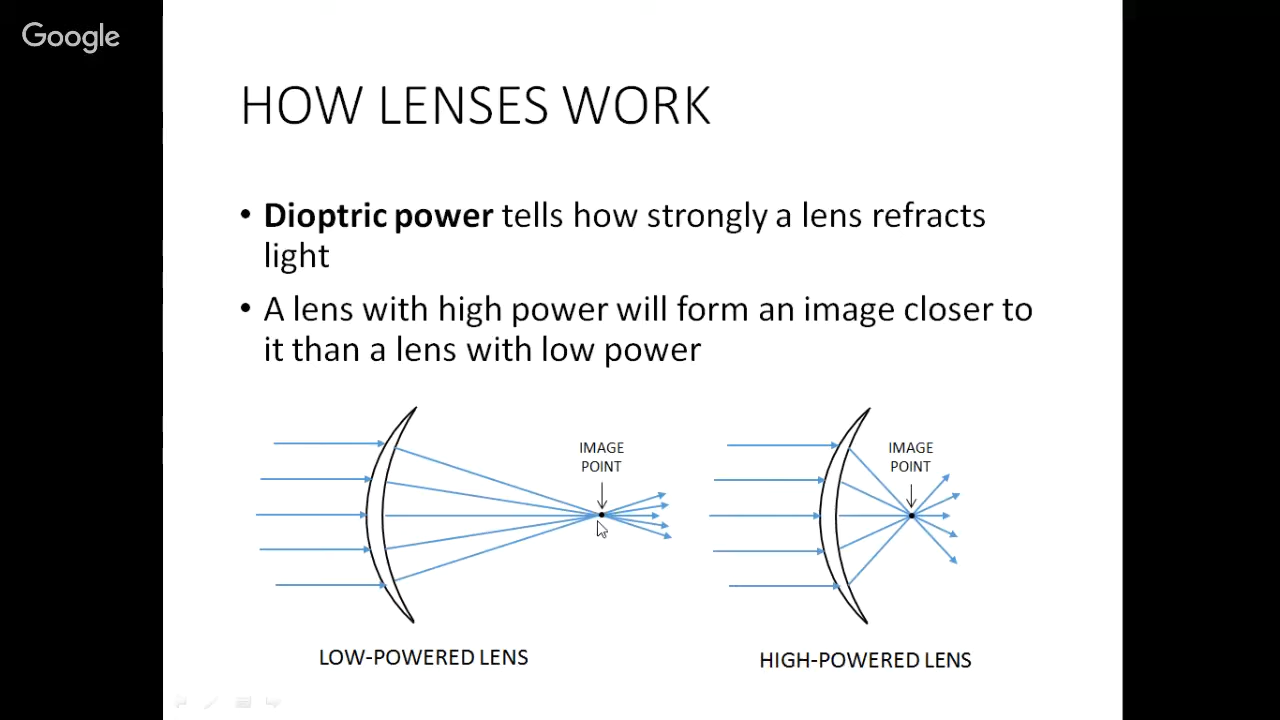 Google
HOW LENSES WORK
• Dioptric power tells how strongly a lens refracts
light
• A lens with high power will form an image closer to
it than a lens with low power
IMAGE
POINT
IMAGE
POINT
LOW-POWERED LENS
HIGH-POWERED LENS